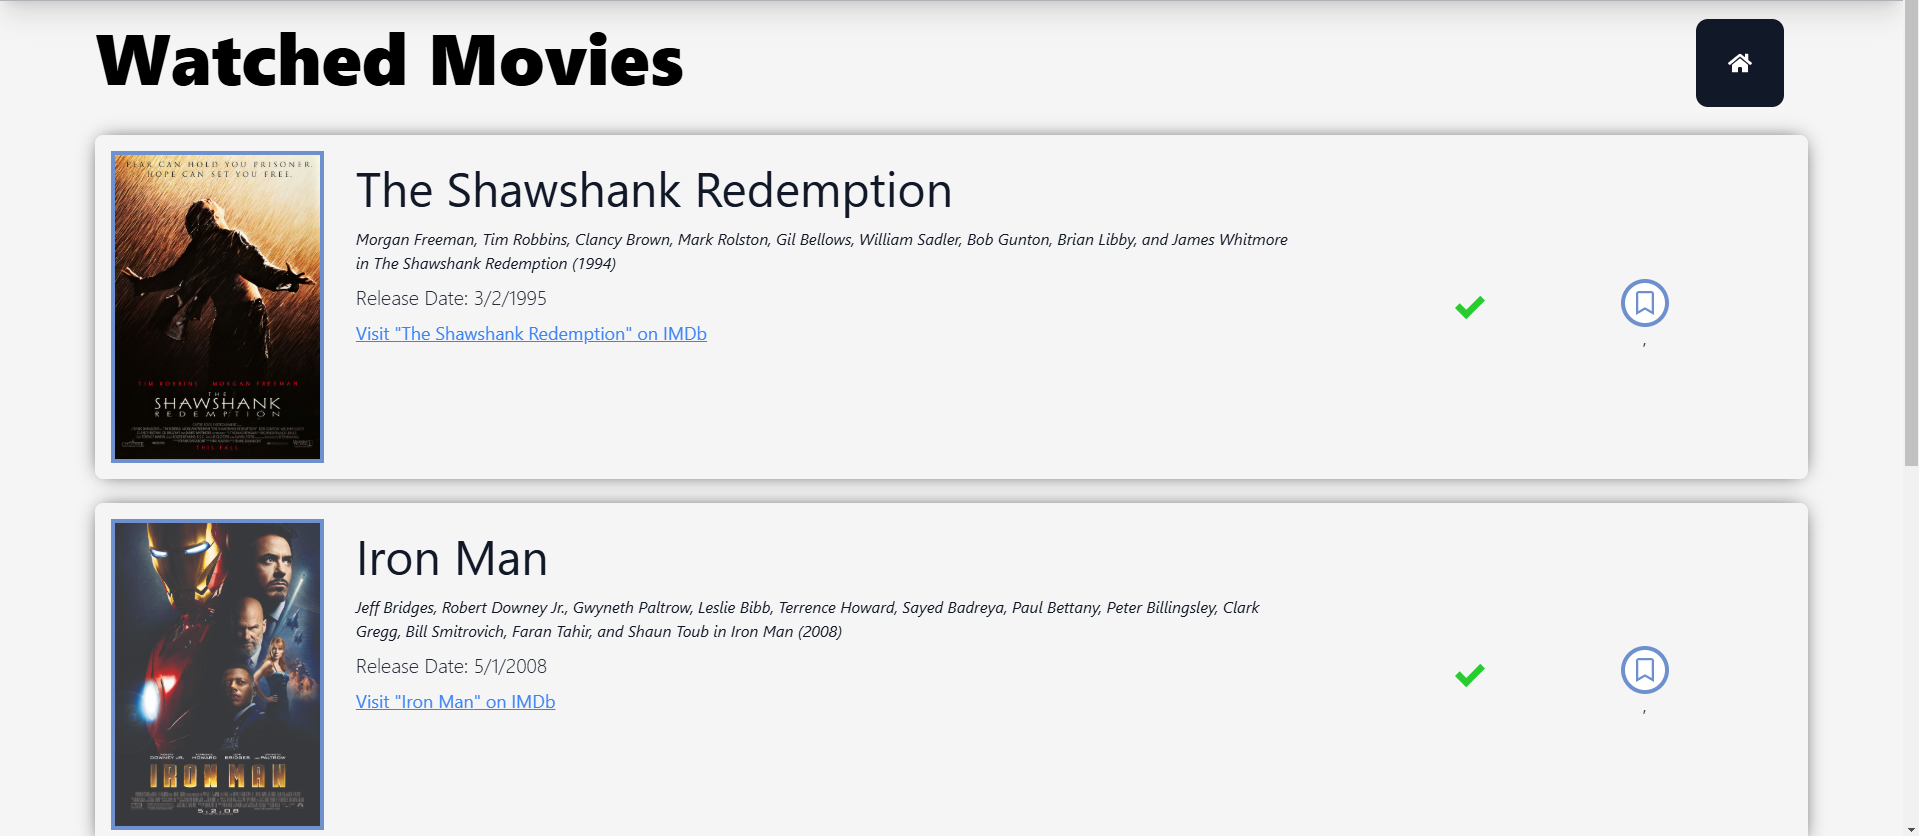 Watched Movies
FEAR CAN HOLD YOU PRISONER.
HOPE CAN SET YOU FREE.
TIM ROBBINS MORGAN FREEMAN
THE
SHAWSHANK
REDEMPTION
THIS FALL
The Shawshank Redemption
Morgan Freeman, Tim Robbins, Clancy Brown, Mark Rolston, Gil Bellows, William Sadler, Bob Gunton, Brian Libby, and James Whitmore
in The Shawshank Redemption (1994)
Release Date: 3/2/1995
Visit "The Shawshank Redemption" on IMDb
,
DOWNEY JR. HOWARD BRIDGES PALTROW
IRON MAN
5.2.08
Iron Man
Jeff Bridges, Robert Downey Jr., Gwyneth Paltrow, Leslie Bibb, Terrence Howard, Sayed Badreya, Paul Bettany, Peter Billingsley, Clark
Gregg, Bill Smitrovich, Faran Tahir, and Shaun Toub in Iron Man (2008)
Release Date: 5/1/2008
Visit "Iron Man" on IMDb
,